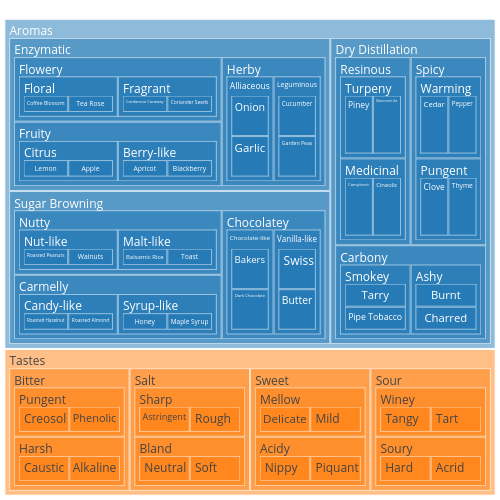 Aromas
Enzymatic
Flowery
Floral
Coffee Blossom
Tea Rose
Fragrant
Cardamon Caraway
Coriander Seeds
Fruity
Citrus
Lemon
Apple
Berry-like
Apricot
Blackberry
Herby
Alliaceous
Onion
Garlic
Leguminous
Cucumber
Garden Peas
Sugar Browning
Nutty
Nut-like
Roasted Peanuts
Walnuts
Malt-like
Balsamic Rice
Toast
Carmelly
Candy-like
Roasted Hazelnut
Roasted Almond
Syrup-like
Honey
Maple Syrup
Chocolatey
Chocolate-like
Bakers
Dark Chocolate
Vanilla-like
Swiss
Butter
Dry Distillation
Resinous
Turpeny
Piney
Medicinal
Camphoric
Cineolic
Spicy
Warming
Cedar
Pepper
Pungent
Clove
Thyme
Carbony
Smokey
Tarry
Pipe Tobacco
Ashy
Burnt
Charred
Tastes
Bitter
Pungent
Creosol
Phenolic
Harsh
Caustic
Alkaline
Salt
Sharp
Astringent
Rough
Bland
Neutral
Soft
Sweet
Mellow
Delicate
Mild
Acidy
Nippy
Piquant
Sour
Winey
Tangy
Tart
Soury
Hard
Acrid